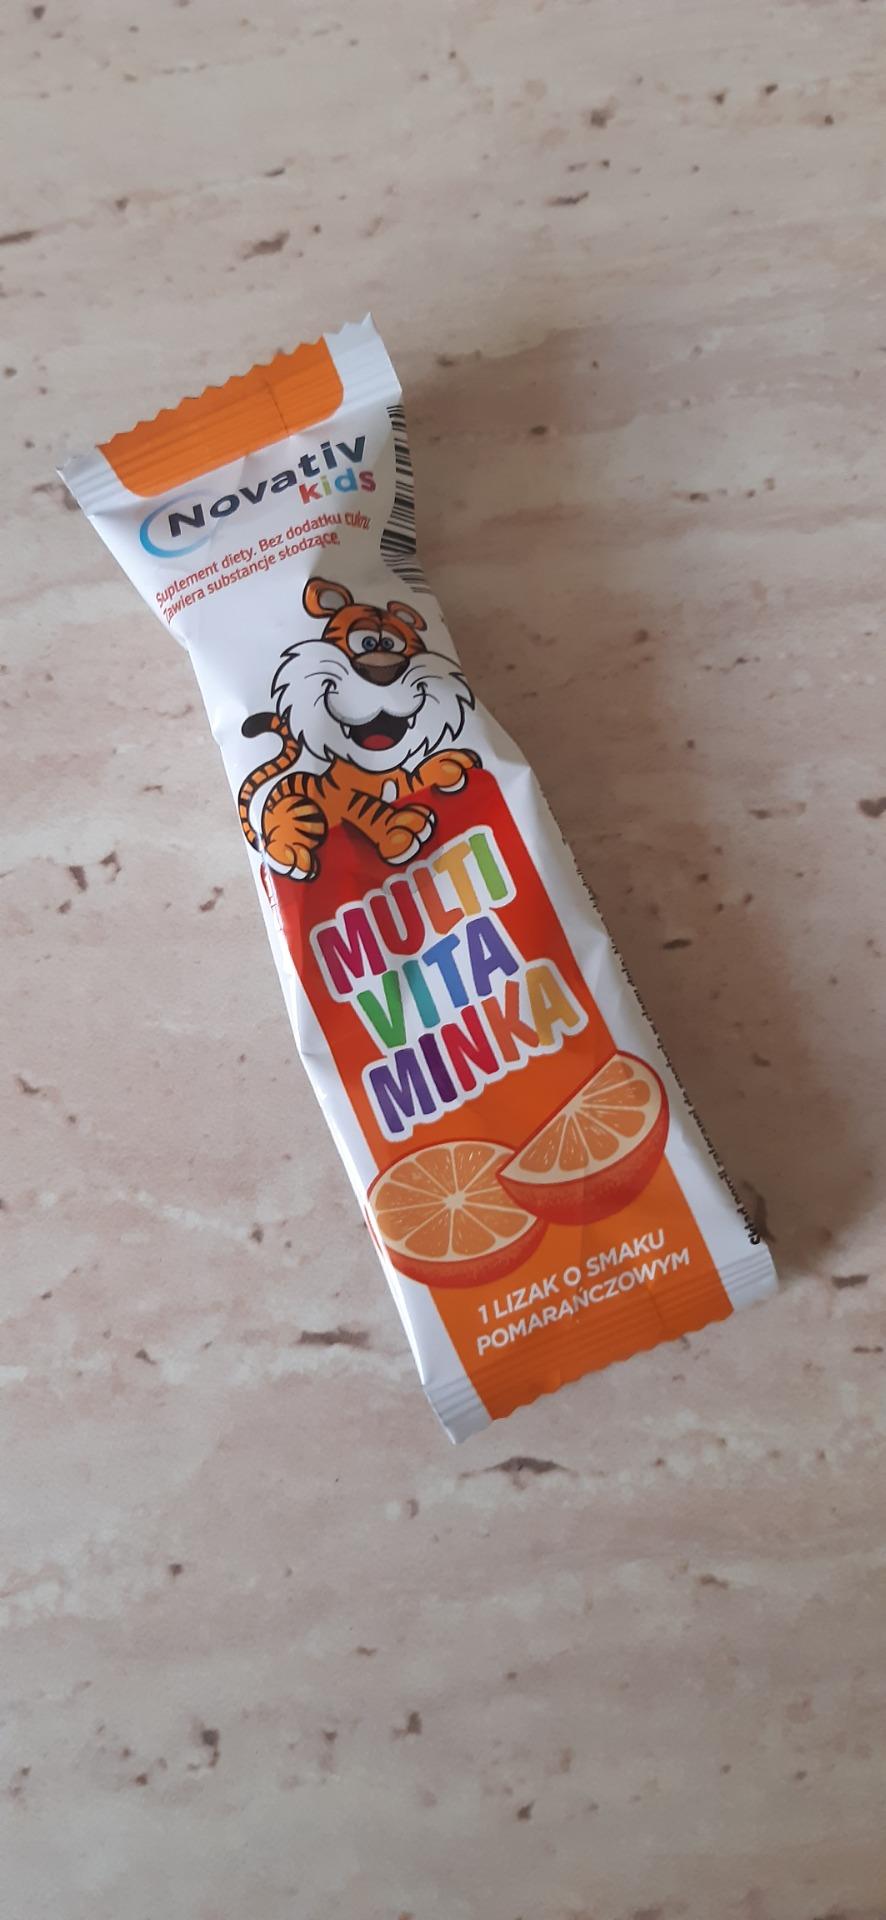 Novativ
kids
Suplement diety. Bez dodatku cukru.
Zawiera substancje słodzące.
MULTI
VITA
MINKA
1 LIZAK O SMAKU
POMARAŃCZOWYM